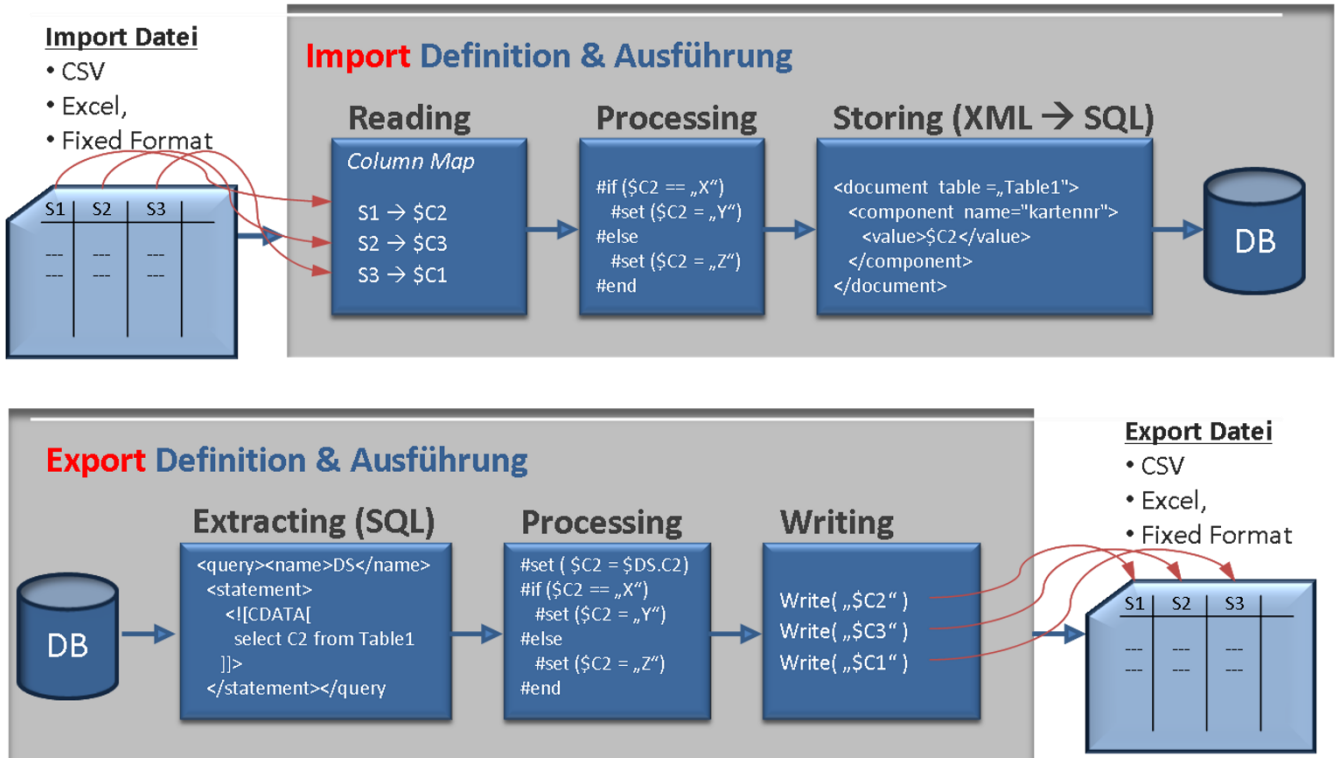 Import Datei
• CSV
• Excel,
• Fixed Format
S1 S2 S3
--- --- ---
--- --- ---
Import Definition & Ausführung
Reading
Column Map
S1 → $C2
S2 → $C3
S3 → $C1
Processing
#if ($C2 == „X“)
#set ($C2 = „Y“)
#else
#set ($C2 = „Z“)
#end
Storing (XML → SQL)
<document table =„Table1">
<component name="kartennr">
<value>$C2</value>
</component>
</document>
DB
Export Definition & Ausführung
DB
Extracting (SQL)
<query><name>DS</name>
<statement>
<![CDATA[
select C2 from Table1
]]>
</statement></query
Processing
#set ( $C2 = $DS.C2)
#if ($C2 == „X“)
#set ($C2 = „Y“)
#else
#set ($C2 = „Z“)
#end
Writing
Write( „$C2“ )
Write( „$C3“ )
Write( „$C1“ )
Export Datei
• CSV
• Excel,
• Fixed Format
S1 S2 S3
--- --- ---
--- --- ---